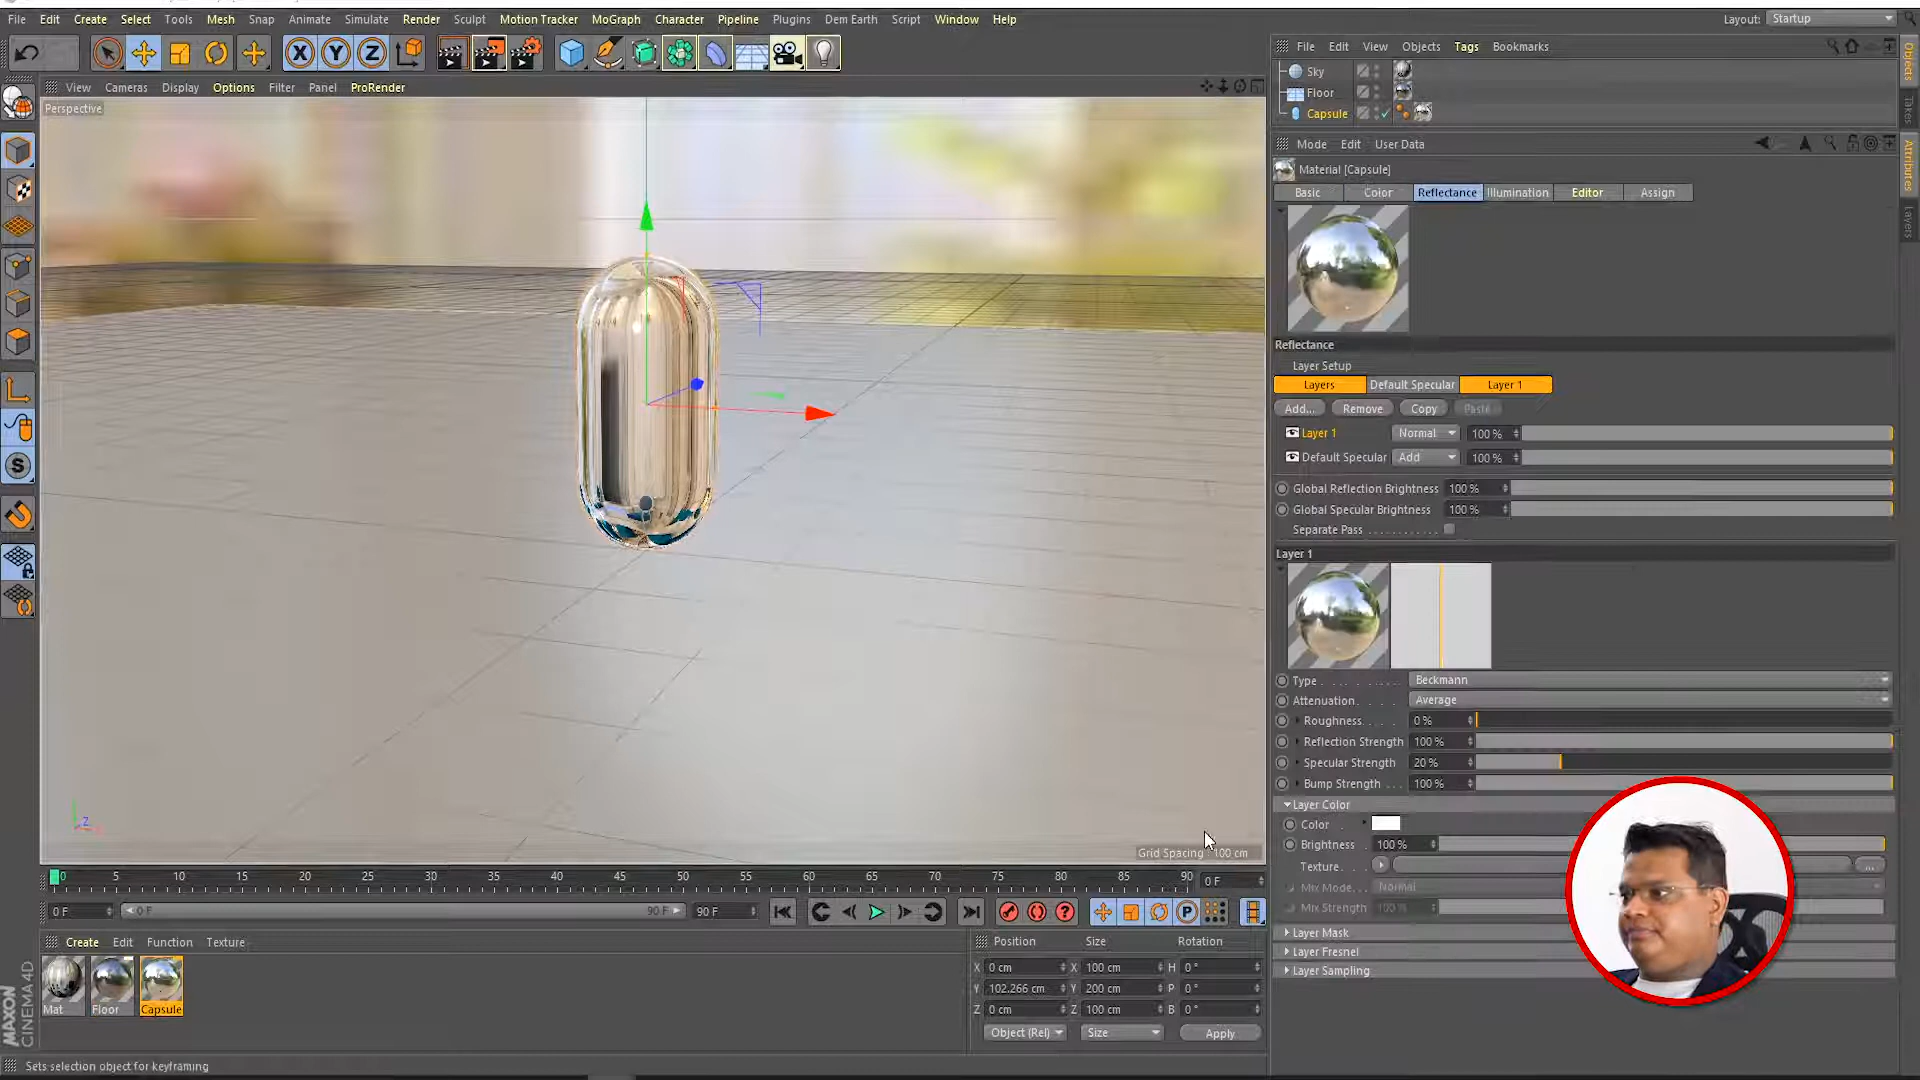 File Edit Create Select Tools Mesh Snap Animate Simulate Render Sculpt Motion Tracker MoGraph Character Pipeline Plugins Dem Earth Script Window Help Layout: Startup
X Y Z
File Edit View Objects Tags Bookmarks
View Cameras Display Options Filter Panel ProRender
Perspective
Sky
Floor
Capsule
Objects
Takes
Attributes
Layers
Mode Edit User Data
Material [Capsule]
Basic Color Reflectance Illumination Editor Assign
Reflectance
Layer Setup
Layers Default Specular Layer 1
Add... Remove Copy Paste
Layer 1 Normal 100 %
Default Specular Add 100 %
Global Reflection Brightness 100 %
Global Specular Brightness 100 %
Separate Pass
Layer 1
Type Beckmann
Attenuation Average
Roughness 0 %
Reflection Strength 100 %
Specular Strength 20 %
Bump Strength 100 %
Layer Color
Color
Brightness 100 %
Texture ...
Mix Mode Normal
Mix Strength 100 %
Layer Mask
Layer Fresnel
Layer Sampling
S
Z
Grid Spacing : 100 cm
0 5 10 15 20 25 30 35 40 45 50 55 60 65 70 75 80 85 90 0 F
0 F 0 F 90 F 90 F
P
Create Edit Function Texture
Mat Floor Capsule
MAXON CINEMA 4D
Position Size Rotation
X 0 cm X 100 cm H 0 °
Y 102.266 cm Y 200 cm P 0 °
Z 0 cm Z 100 cm B 0 °
Object (Rel) Size Apply
Sets selection object for keyframing